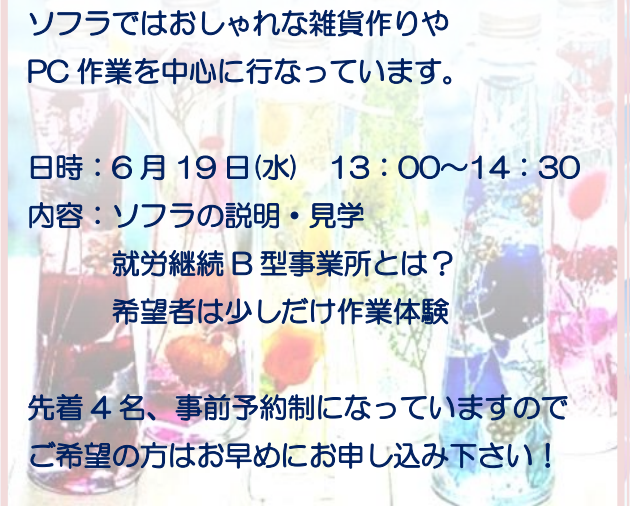 ソフラではおしゃれな雑貨作りや
PC作業を中心に行なっています。
日時：6月19日(水)　13：00～14：30
内容：ソフラの説明・見学
就労継続B型事業所とは？
希望者は少しだけ作業体験
先着4名、事前予約制になっていますので
ご希望の方はお早めにお申し込み下さい！